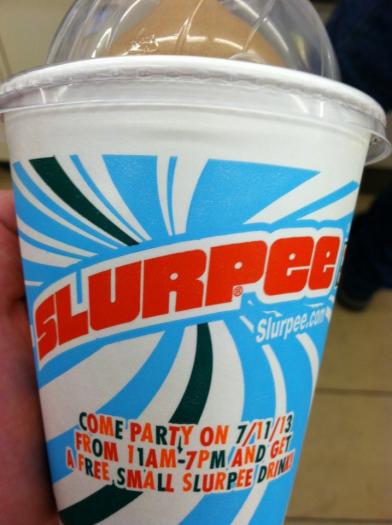 SLURPEE
Slurpee.com
COME PARTY ON 7/11/13
FROM 11AM-7PM AND GET
A FREE SMALL SLURPEE DRINK!